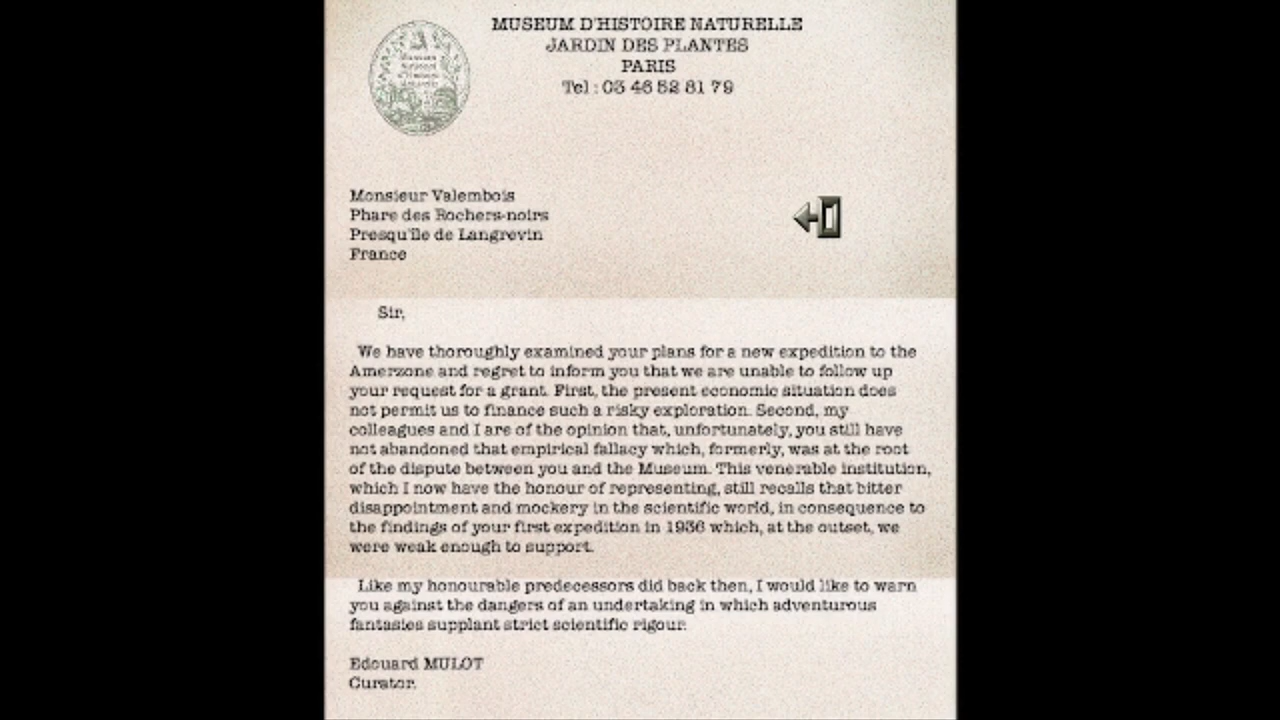 MUSEUM D'HISTOIRE NATURELLE
JARDIN DES PLANTES
PARIS
Tel : 03 46 52 81 79
Monsieur Valembois
Phare des Rochers-noirs
Presqu'île de Langrevin
France
Sir,
We have thoroughly examined your plans for a new expedition to the
Amerzone and regret to inform you that we are unable to follow up
your request for a grant. First, the present economic situation does
not permit us to finance such a risky exploration. Second, my
colleagues and I are of the opinion that, unfortunately, you still have
not abandoned that empirical fallacy which, formerly, was at the root
of the dispute between you and the Museum. This venerable institution,
which I now have the honour of representing, still recalls that bitter
disappointment and mockery in the scientific world, in consequence to
the findings of your first expedition in 1936 which, at the outset, we
were weak enough to support.
Like my honourable predecessors did back then, I would like to warn
you against the dangers of an undertaking in which adventurous
fantasies supplant strict scientific rigour.
Edouard MULOT
Curator.